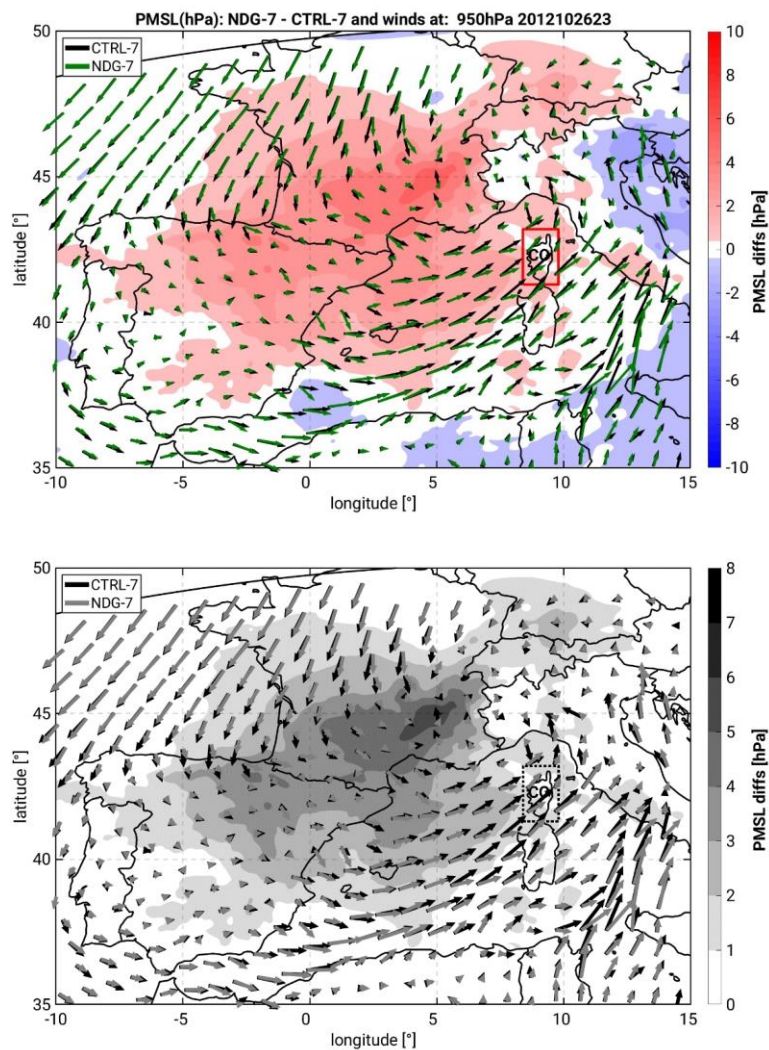 PMSL(hPa): NDG-7 - CTRL-7 and winds at: 950hPa 2012102623
CTRL-7
NDG-7
CO
50
45
40
35
latitude [°]
-10 -5 0 5 10 15
longitude [°]
10
8
6
4
2
0
-2
-4
-6
-8
-10
PMSL diffs [hPa]
CTRL-7
NDG-7
CO
50
45
40
35
latitude [°]
-10 -5 0 5 10 15
longitude [°]
8
7
6
5
4
3
2
1
0
PMSL diffs [hPa]